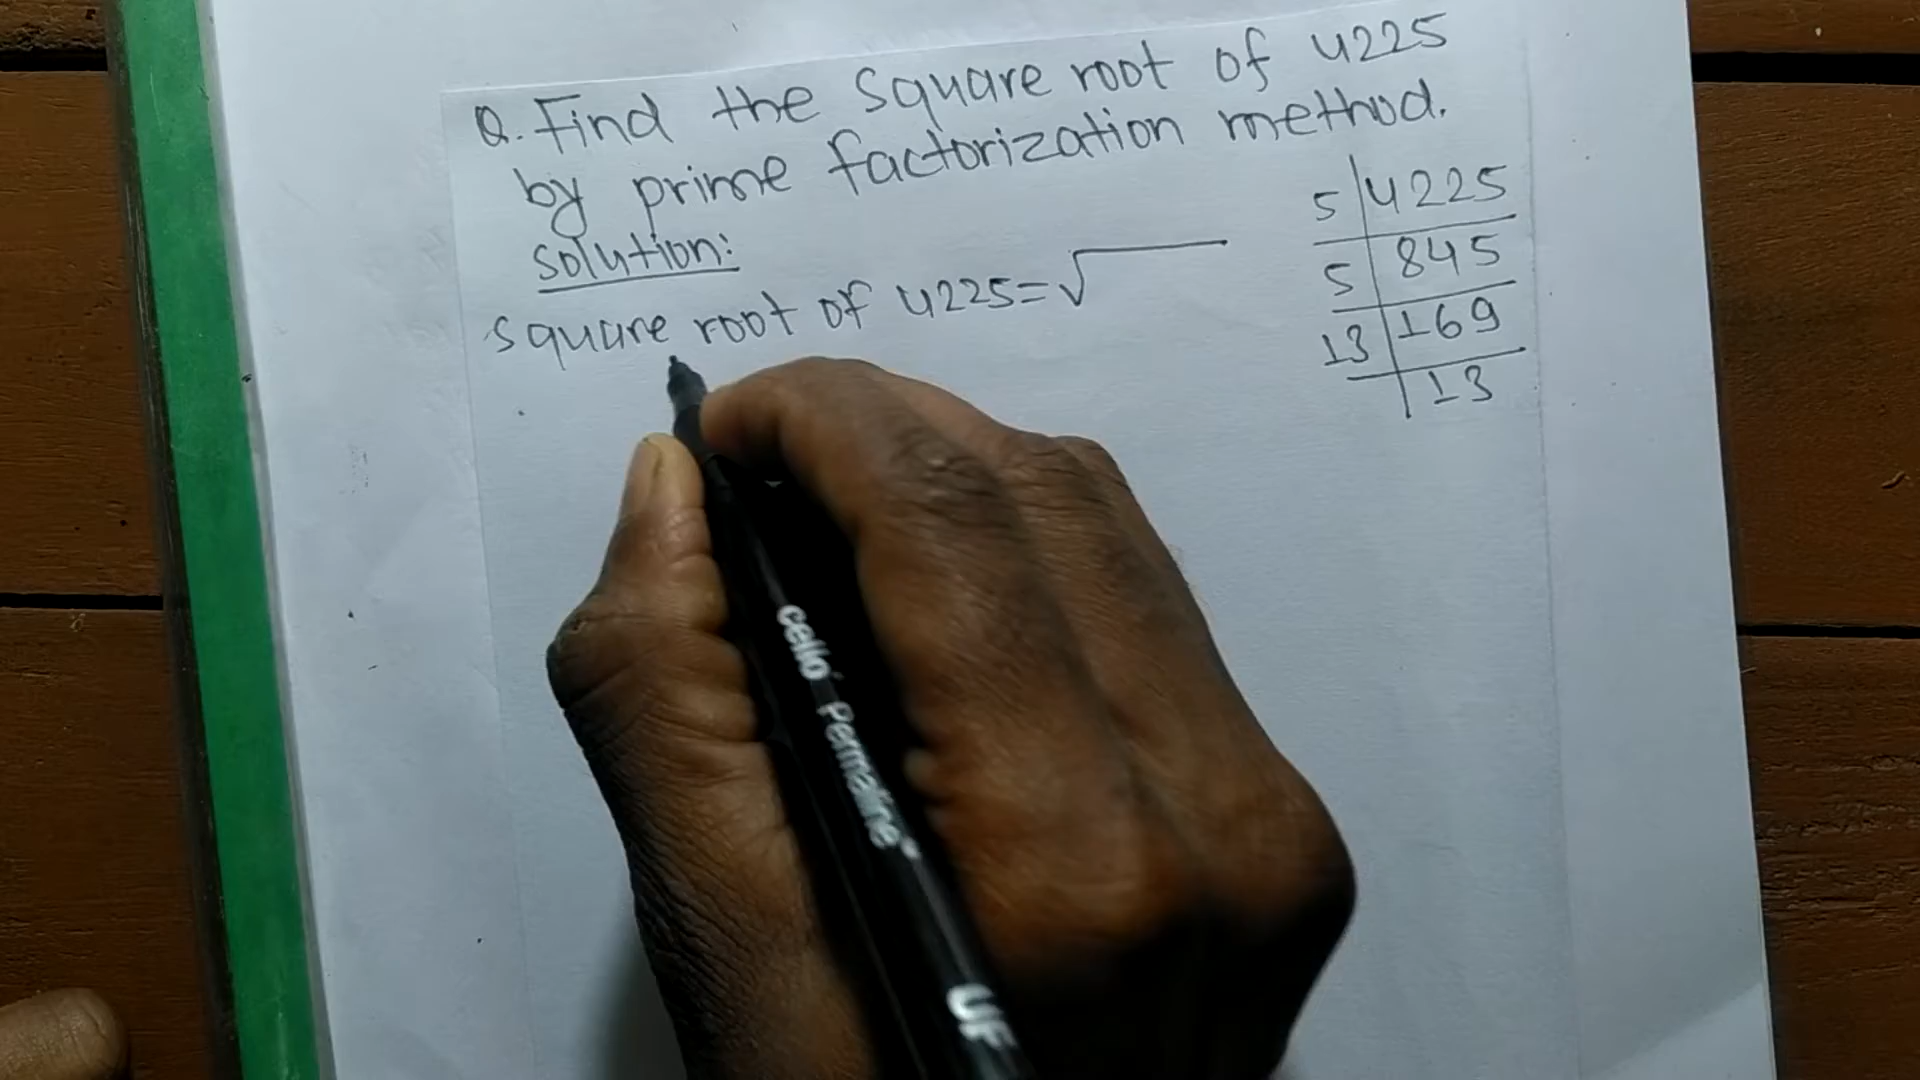 Q. Find the square root of 4225
by prime factorization method.
solution:
square root of 4225=√
5 4225
5 845
13 169
13
cello Permaline
UF